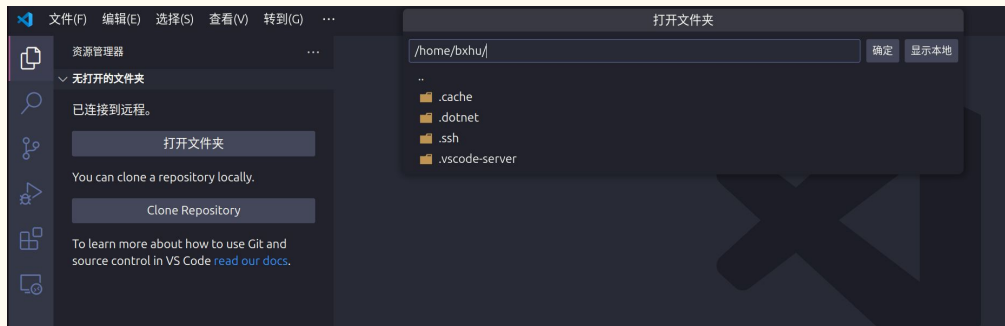 文件(F) 编辑(E) 选择(S) 查看(V) 转到(G) ···
打开文件夹
资源管理器 ···
/home/bxhu/
确定 显示本地
无打开的文件夹
..
.cache
.dotnet
.ssh
.vscode-server
已连接到远程。
打开文件夹
You can clone a repository locally.
Clone Repository
To learn more about how to use Git and
source control in VS Code read our docs.